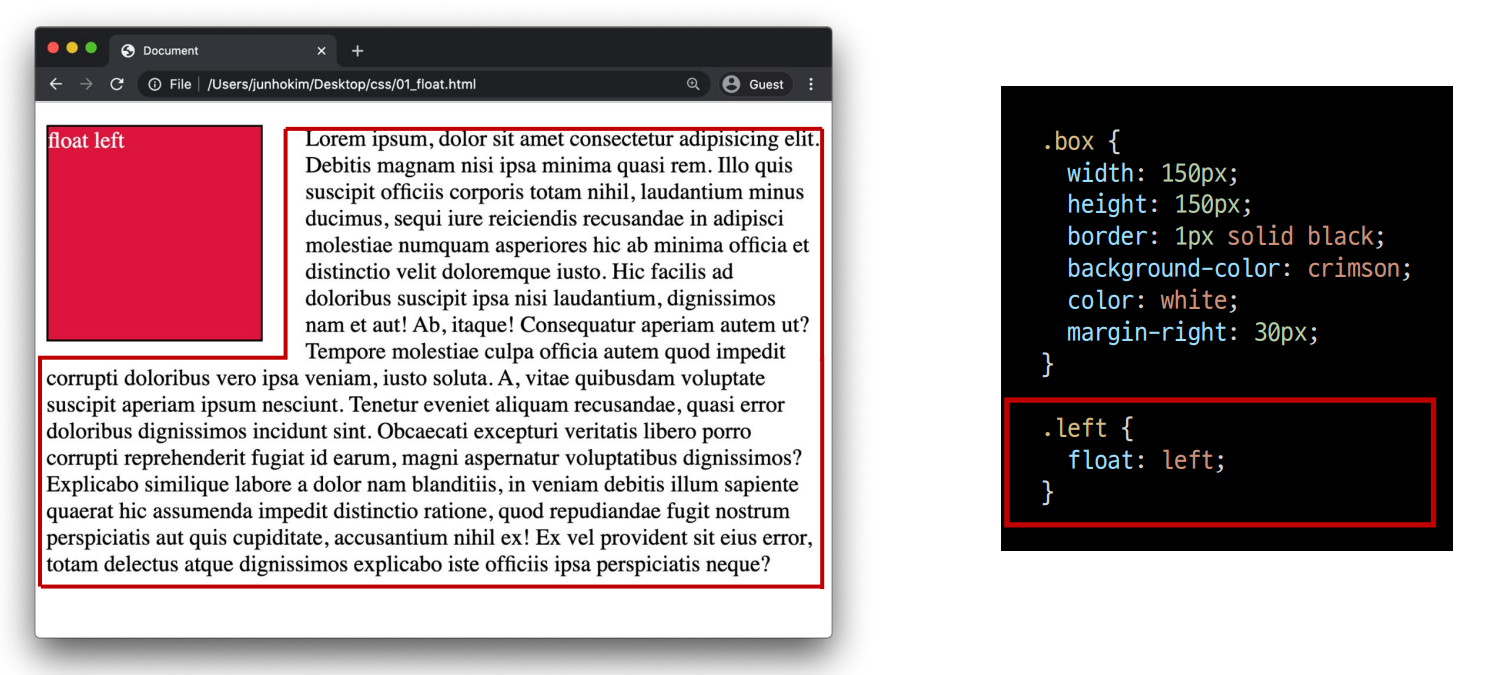 Document
File /Users/junhokim/Desktop/css/01_float.html
Guest
float left
Lorem ipsum, dolor sit amet consectetur adipisicing elit.
Debitis magnam nisi ipsa minima quasi rem. Illo quis
suscipit officiis corporis totam nihil, laudantium minus
ducimus, sequi iure reiciendis recusandae in adipisci
molestiae numquam asperiores hic ab minima officia et
distinctio velit doloremque iusto. Hic facilis ad
doloribus suscipit ipsa nisi laudantium, dignissimos
nam et aut! Ab, itaque! Consequatur aperiam autem ut?
Tempore molestiae culpa officia autem quod impedit
corrupti doloribus vero ipsa veniam, iusto soluta. A, vitae quibusdam voluptate
suscipit aperiam ipsum nesciunt. Tenetur eveniet aliquam recusandae, quasi error
doloribus dignissimos incidunt sint. Obcaecati excepturi veritatis libero porro
corrupti reprehenderit fugiat id earum, magni aspernatur voluptatibus dignissimos?
Explicabo similique labore a dolor nam blanditiis, in veniam debitis illum sapiente
quaerat hic assumenda impedit distinctio ratione, quod repudiandae fugit nostrum
perspiciatis aut quis cupiditate, accusantium nihil ex! Ex vel provident sit eius error,
totam delectus atque dignissimos explicabo iste officiis ipsa perspiciatis neque?
.box {
width: 150px;
height: 150px;
border: 1px solid black;
background-color: crimson;
color: white;
margin-right: 30px;
}
.left {
float: left;
}